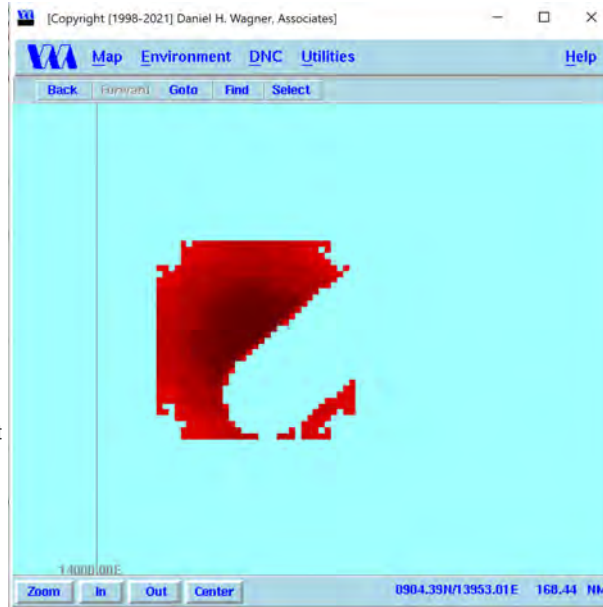 [Copyright [1998-2021] Daniel H. Wagner, Associates]
Map Environment DNC Utilities Help
Back Forward Goto Find Select
14000.00E
Zoom In Out Center 0904.39N/13953.01E 168.44 NM